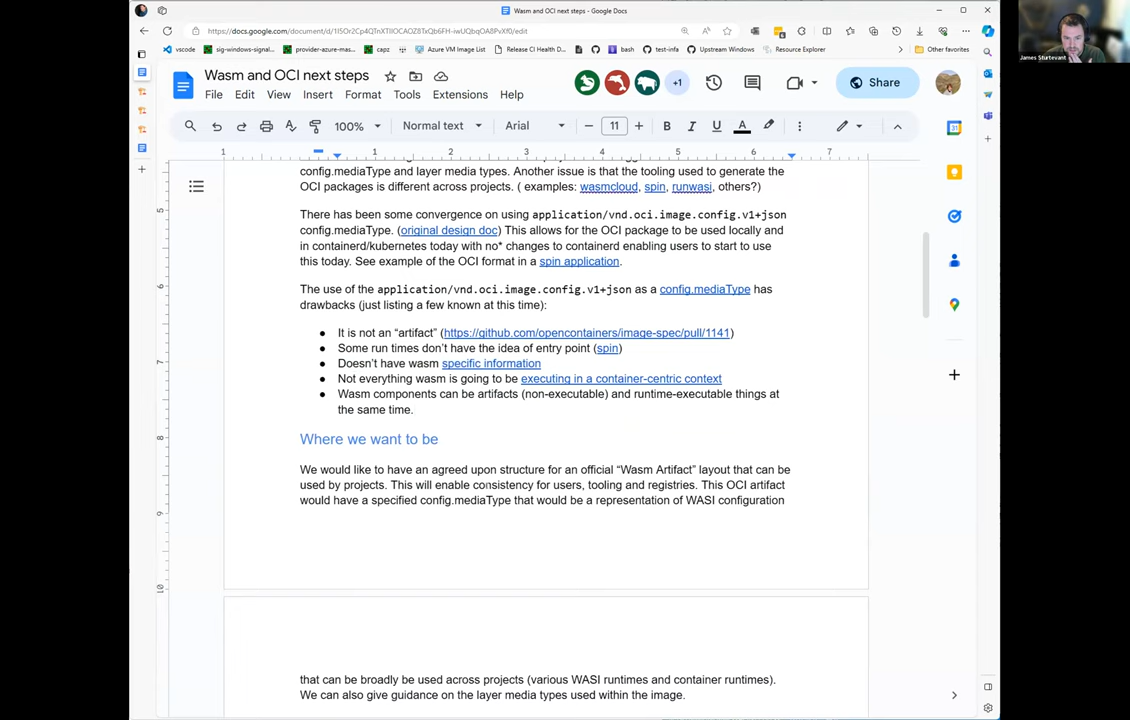 Wasm and OCI next steps - Google Docs
James Sturtevant
vscode
sig-windows-signal...
provider-azure-mas...
capz
Azure VM Image List
Release CI Health D...
bash
test-infa
Upstream Windows
Resource Explorer
Other favorites
Wasm and OCI next steps
File Edit View Insert Format Tools Extensions Help
+1
Share
100%
Normal text
Arial
11
B I U A
1 1 2 3 4 5 6 7
config.mediaType and layer media types. Another issue is that the tooling used to generate the
OCI packages is different across projects. ( examples: wasmcloud, spin, runwasi, others?)
There has been some convergence on using application/vnd.oci.image.config.v1+json
config.mediaType. (original design doc) This allows for the OCI package to be used locally and
in containerd/kubernetes today with no* changes to containerd enabling users to start to use
this today. See example of the OCI format in a spin application.
The use of the application/vnd.oci.image.config.v1+json as a config.mediaType has
drawbacks (just listing a few known at this time):
● It is not an “artifact” (https://github.com/opencontainers/image-spec/pull/1141)
● Some run times don’t have the idea of entry point (spin)
● Doesn’t have wasm specific information
● Not everything wasm is going to be executing in a container-centric context
● Wasm components can be artifacts (non-executable) and runtime-executable things at
the same time.
Where we want to be
We would like to have an agreed upon structure for an official “Wasm Artifact” layout that can be
used by projects. This will enable consistency for users, tooling and registries. This OCI artifact
would have a specified config.mediaType that would be a representation of WASI configuration
that can be broadly be used across projects (various WASI runtimes and container runtimes).
We can also give guidance on the layer media types used within the image.